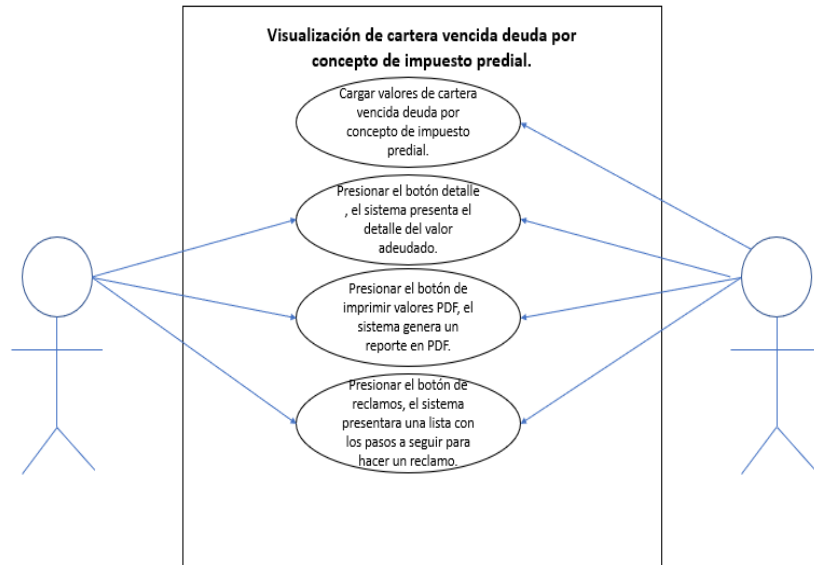 Visualización de cartera vencida deuda por
concepto de impuesto predial.
Cargar valores de cartera
vencida deuda por
concepto de impuesto
predial.
Presionar el botón detalle
, el sistema presenta el
detalle del valor
adeudado.
Presionar el botón de
imprimir valores PDF, el
sistema genera un
reporte en PDF.
Presionar el botón de
reclamos, el sistema
presentara una lista con
los pasos a seguir para
hacer un reclamo.